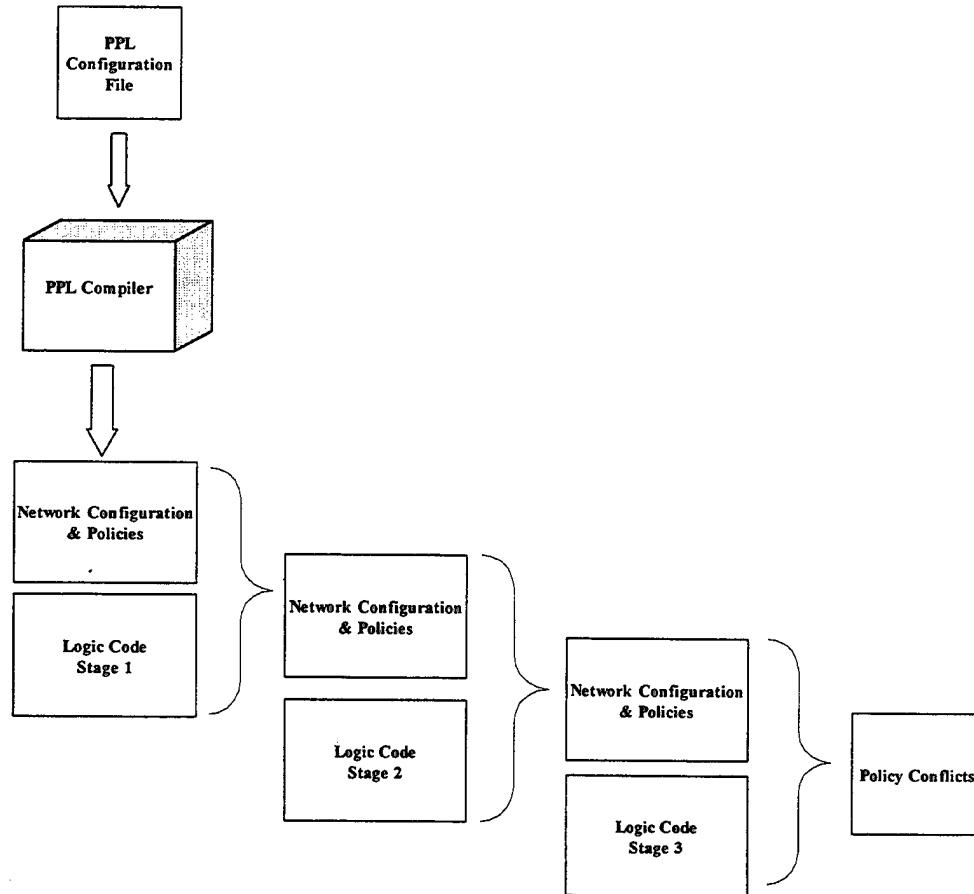 PPL
Configuration
File
PPL Compiler
Network Configuration
& Policies
Logic Code
Stage 1
Network Configuration
& Policies
Logic Code
Stage 2
Network Configuration
& Policies
Logic Code
Stage 3
Policy Conflicts